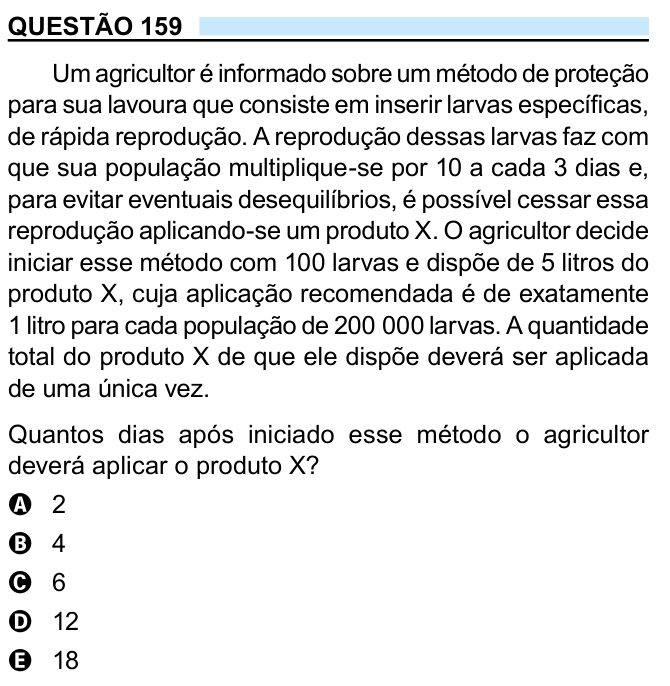 QUESTÃO 159
Um agricultor é informado sobre um método de proteção
para sua lavoura que consiste em inserir larvas específicas,
de rápida reprodução. A reprodução dessas larvas faz com
que sua população multiplique-se por 10 a cada 3 dias e,
para evitar eventuais desequilíbrios, é possível cessar essa
reprodução aplicando-se um produto X. O agricultor decide
iniciar esse método com 100 larvas e dispõe de 5 litros do
produto X, cuja aplicação recomendada é de exatamente
1 litro para cada população de 200 000 larvas. A quantidade
total do produto X de que ele dispõe deverá ser aplicada
de uma única vez.
Quantos dias após iniciado esse método o agricultor
deverá aplicar o produto X?
A 2
B 4
C 6
D 12
E 18